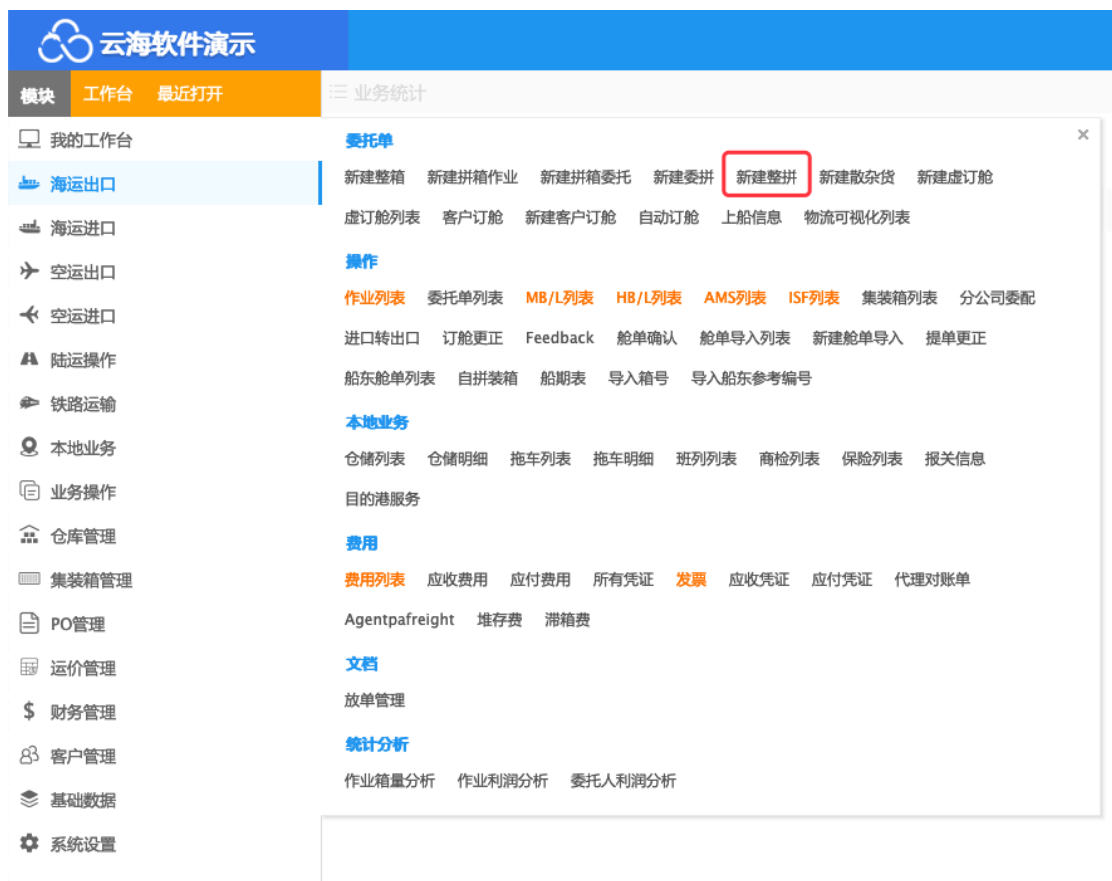 云海软件演示
模块 工作台 最近打开 业务统计
我的工作台
海运出口
海运进口
空运出口
空运进口
陆运操作
铁路运输
本地业务
业务操作
仓库管理
集装箱管理
PO管理
运价管理
财务管理
客户管理
基础数据
系统设置
委托单
新建整箱 新建拼箱作业 新建拼箱委托 新建委拼 新建整拼 新建散杂货 新建虚订舱
虚订舱列表 客户订舱 新建客户订舱 自动订舱 上船信息 物流可视化列表
操作
作业列表 委托单列表 MB/L列表 HB/L列表 AMS列表 ISF列表 集装箱列表 分公司委配
进口转出口 订舱更正 Feedback 舱单确认 舱单导入列表 新建舱单导入 提单更正
船东舱单列表 自拼装箱 船期表 导入箱号 导入船东参考编号
本地业务
仓储列表 仓储明细 拖车列表 拖车明细 班列列表 商检列表 保险列表 报关信息
目的港服务
费用
费用列表 应收费用 应付费用 所有凭证 发票 应收凭证 应付凭证 代理对账单
Agentpafreight 堆存费 滞箱费
文档
放单管理
统计分析
作业箱量分析 作业利润分析 委托人利润分析